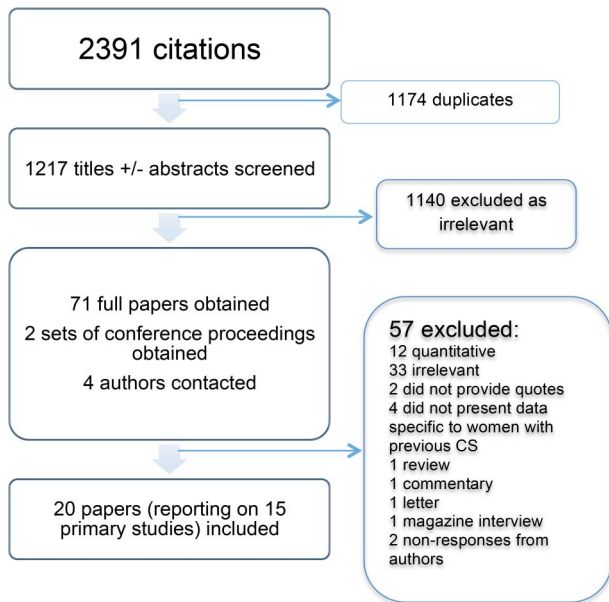 2391 citations
1174 duplicates
1217 titles +/- abstracts screened
1140 excluded as
irrelevant
71 full papers obtained
2 sets of conference proceedings
obtained
4 authors contacted
57 excluded:
12 quantitative
33 irrelevant
2 did not provide quotes
4 did not present data
specific to women with
previous CS
1 review
1 commentary
1 letter
1 magazine interview
2 non-responses from
authors
20 papers (reporting on 15
primary studies) included